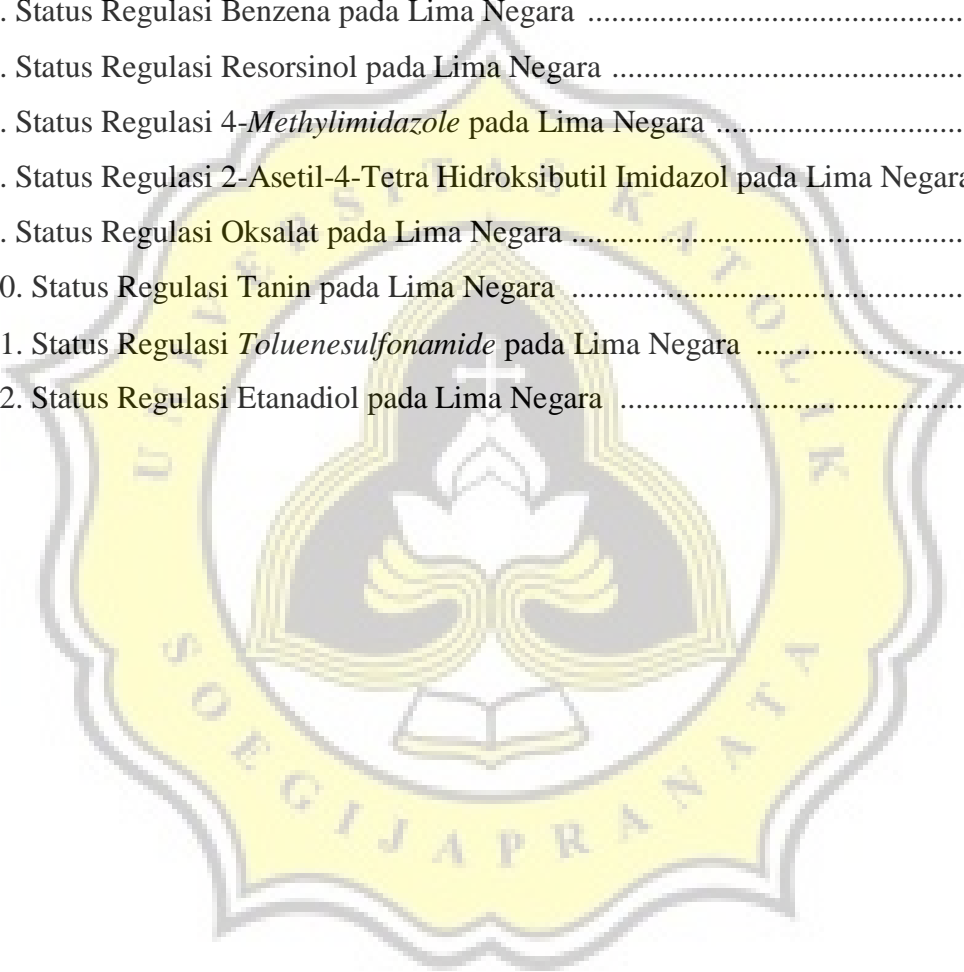 . Status Regulasi Benzena pada Lima Negara ............................................
. Status Regulasi Resorsinol pada Lima Negara .........................................
. Status Regulasi 4-Methylimidazole pada Lima Negara ..............................
. Status Regulasi 2-Asetil-4-Tetra Hidroksibutil Imidazol pada Lima Negara
. Status Regulasi Oksalat pada Lima Negara ..............................................
0. Status Regulasi Tanin pada Lima Negara ..............................................
1. Status Regulasi Toluenesulfonamide pada Lima Negara ........................
2. Status Regulasi Etanadiol pada Lima Negara ........................................
UNIVERSITAS KATOLIK
SOEGIJAPRANATA